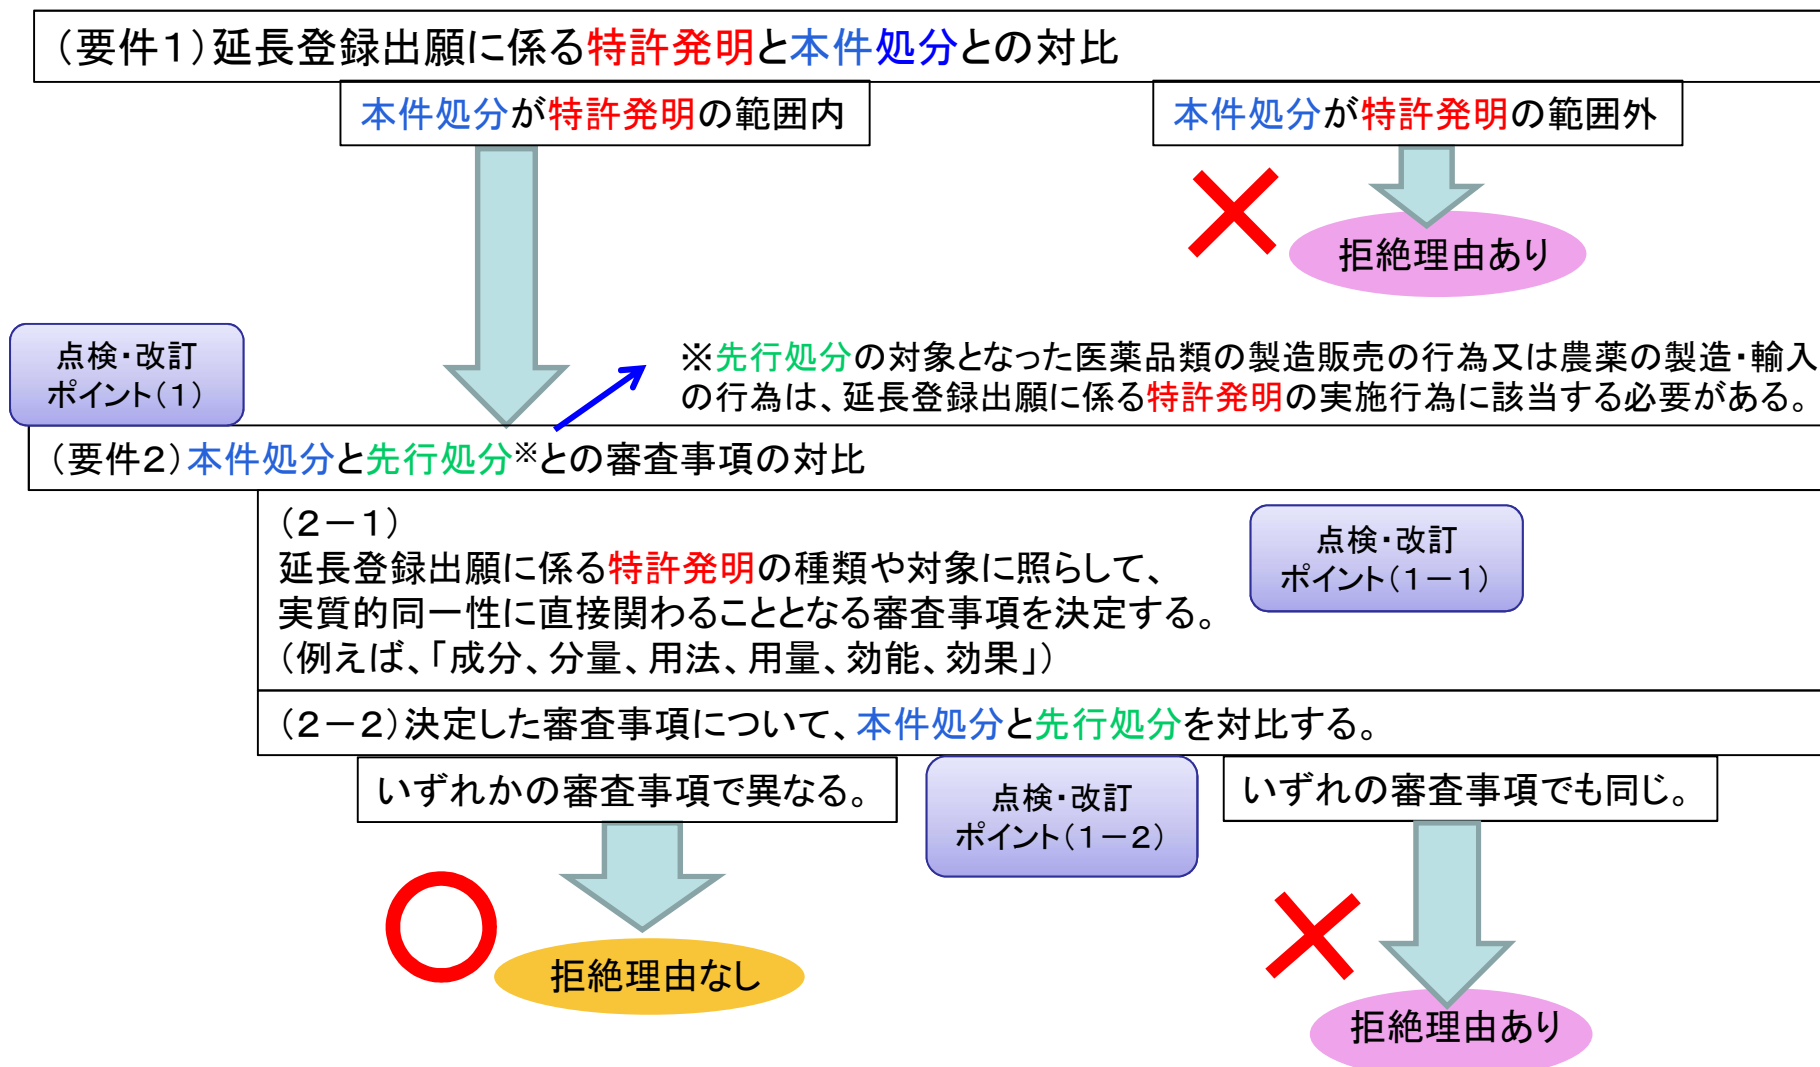 （要件１）延長登録出願に係る特許発明と本件処分との対比
本件処分が特許発明の範囲内
本件処分が特許発明の範囲外
拒絶理由あり
点検・改訂
ポイント（１）
※先行処分の対象となった医薬品類の製造販売の行為又は農薬の製造・輸入
の行為は、延長登録出願に係る特許発明の実施行為に該当する必要がある。
（要件２）本件処分と先行処分※との審査事項の対比
（２－１）
延長登録出願に係る特許発明の種類や対象に照らして、
実質的同一性に直接関わることとなる審査事項を決定する。
（例えば、「成分、分量、用法、用量、効能、効果」）
点検・改訂
ポイント（１－１）
（２－２）決定した審査事項について、本件処分と先行処分を対比する。
いずれかの審査事項で異なる。
点検・改訂
ポイント（１－２）
いずれの審査事項でも同じ。
拒絶理由なし
拒絶理由あり